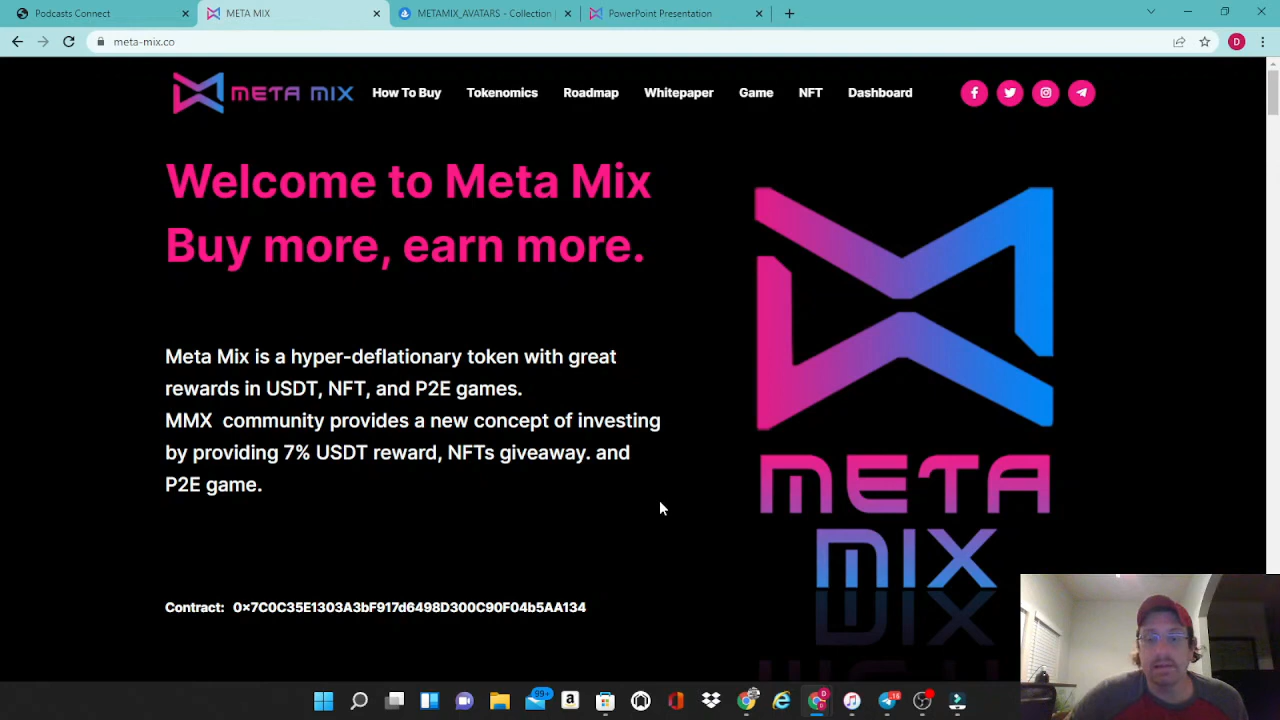 Podcasts Connect
META MIX
METAMIX_AVATARS - Collection
PowerPoint Presentation
meta-mix.co
D
META MIX
How To Buy
Tokenomics
Roadmap
Whitepaper
Game
NFT
Dashboard
Welcome to Meta Mix
Buy more, earn more.
Meta Mix is a hyper-deflationary token with great
rewards in USDT, NFT, and P2E games.
MMX community provides a new concept of investing
by providing 7% USDT reward, NFTs giveaway. and
P2E game.
META
MIX
Contract: 0x7C0C35E1303A3bF917d6498D300C90F04b5AA134
99+